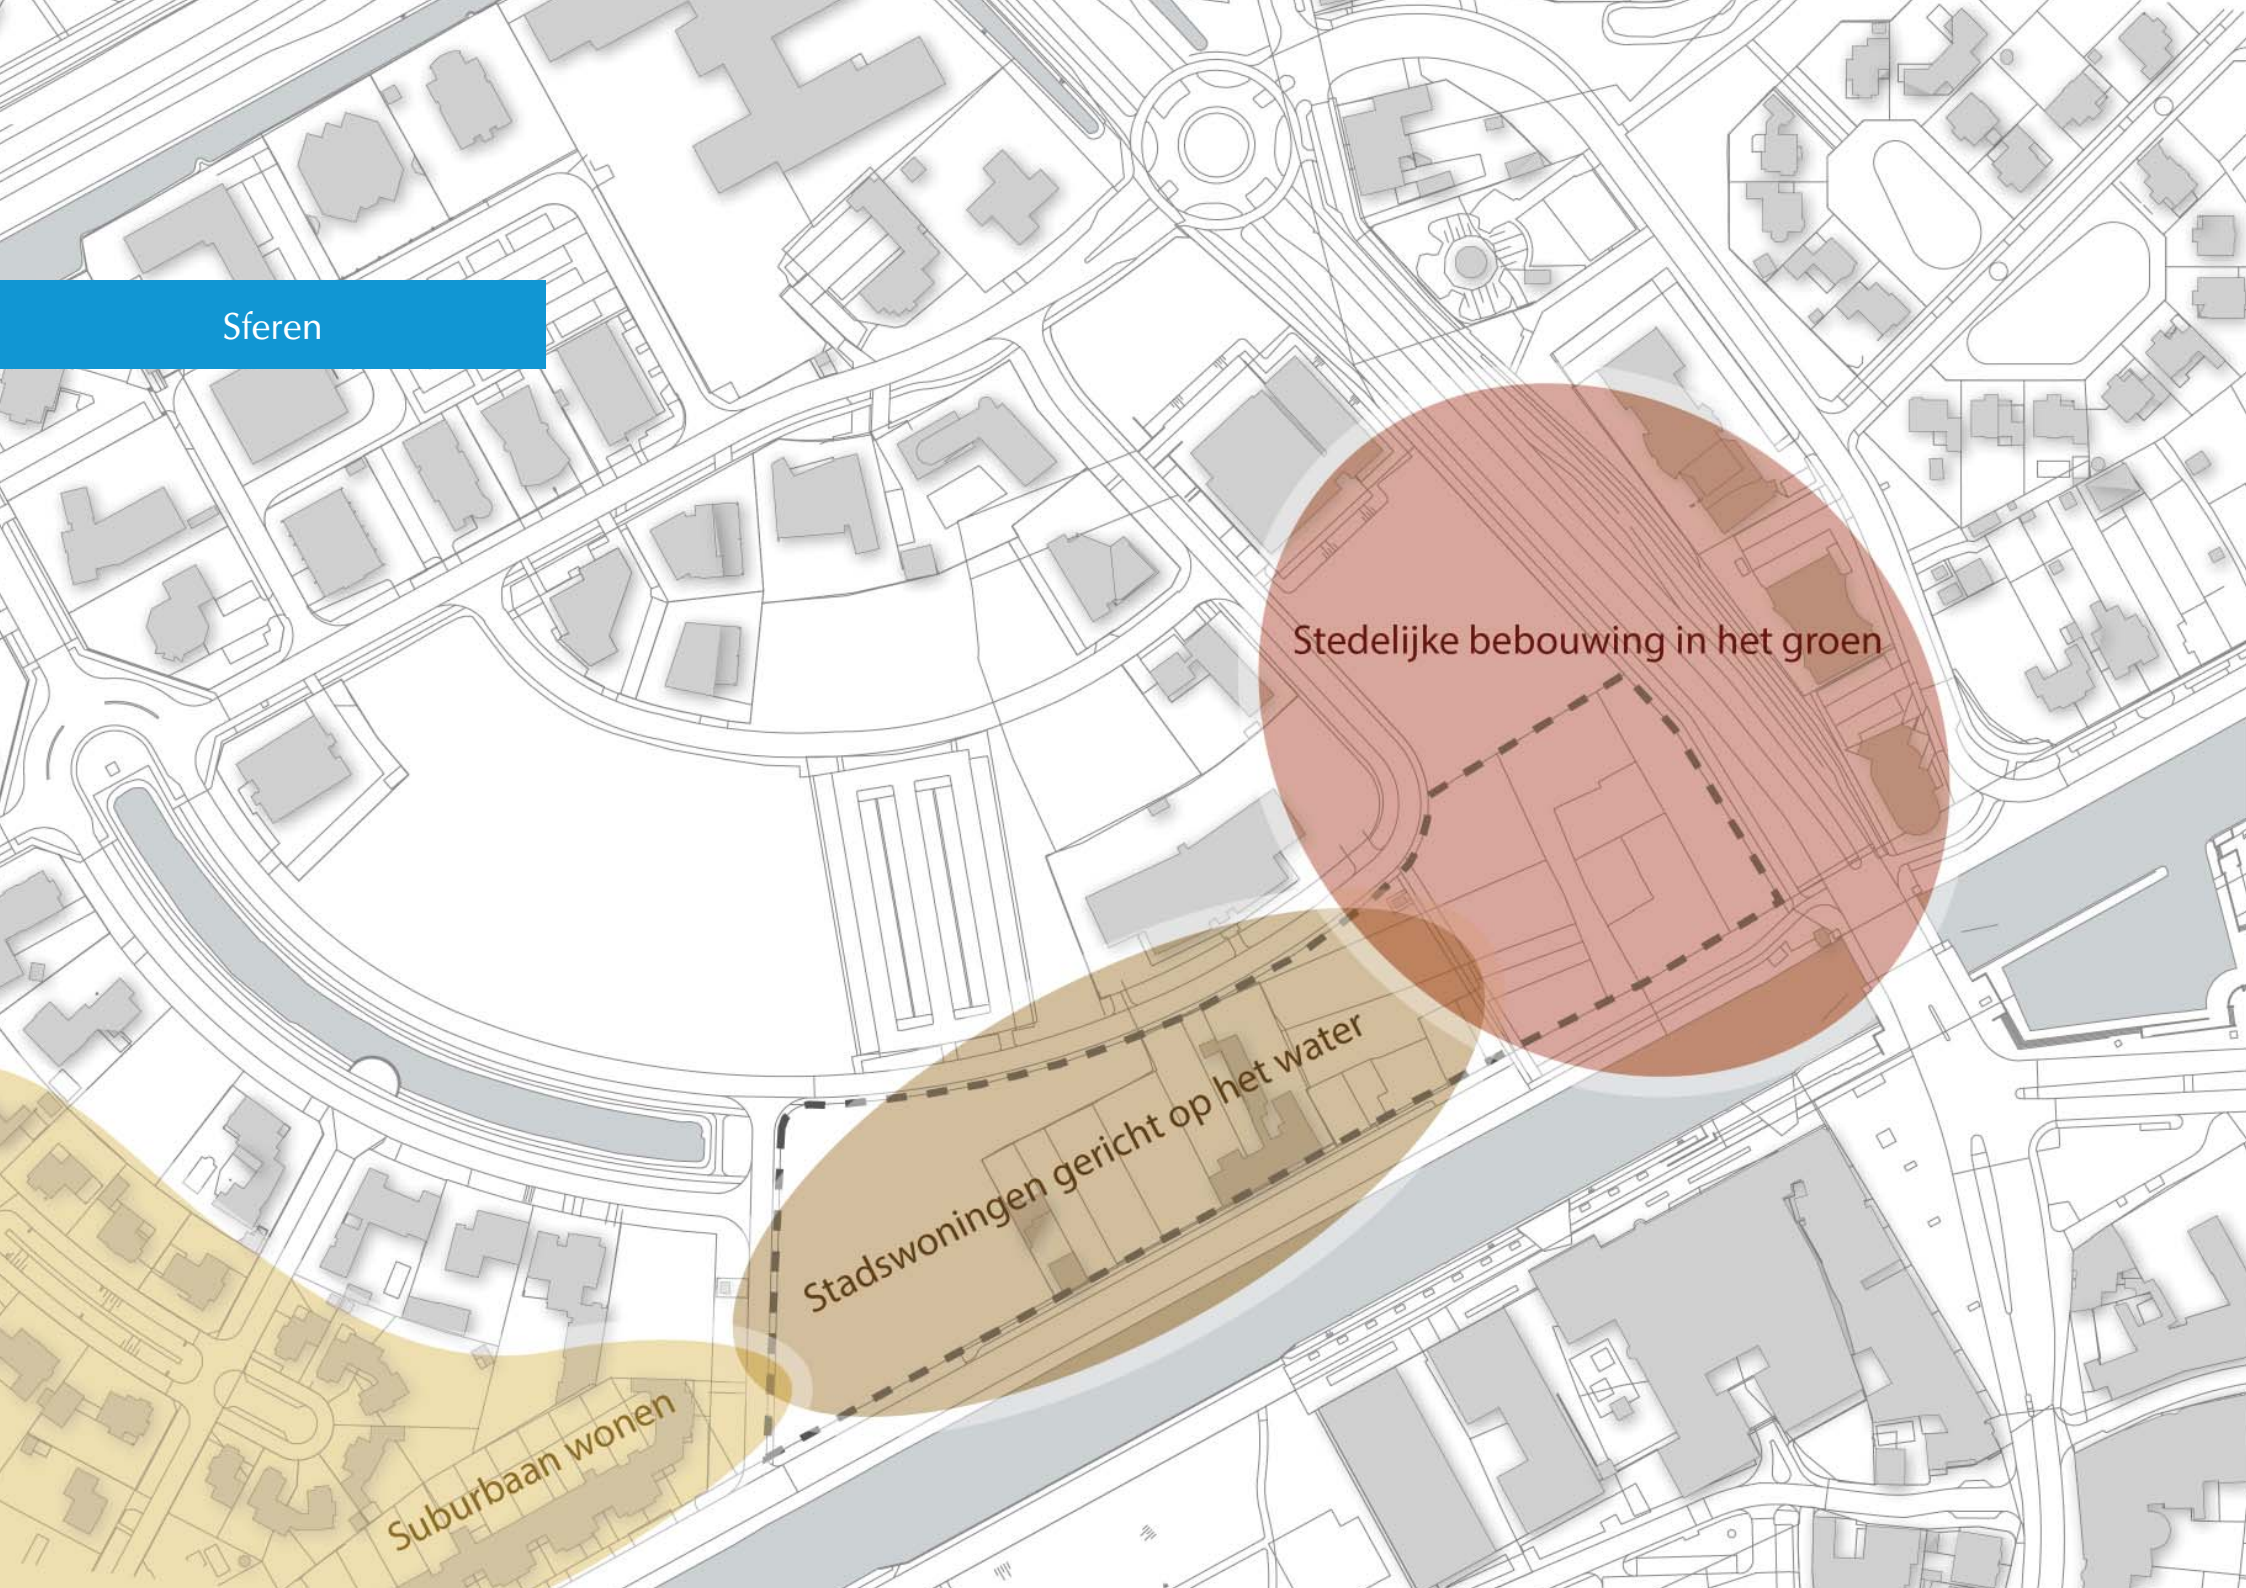 Sferen
Stedelijke bebouwing in het groen
Stadswoningen gericht op het water
Suburbaan wonen